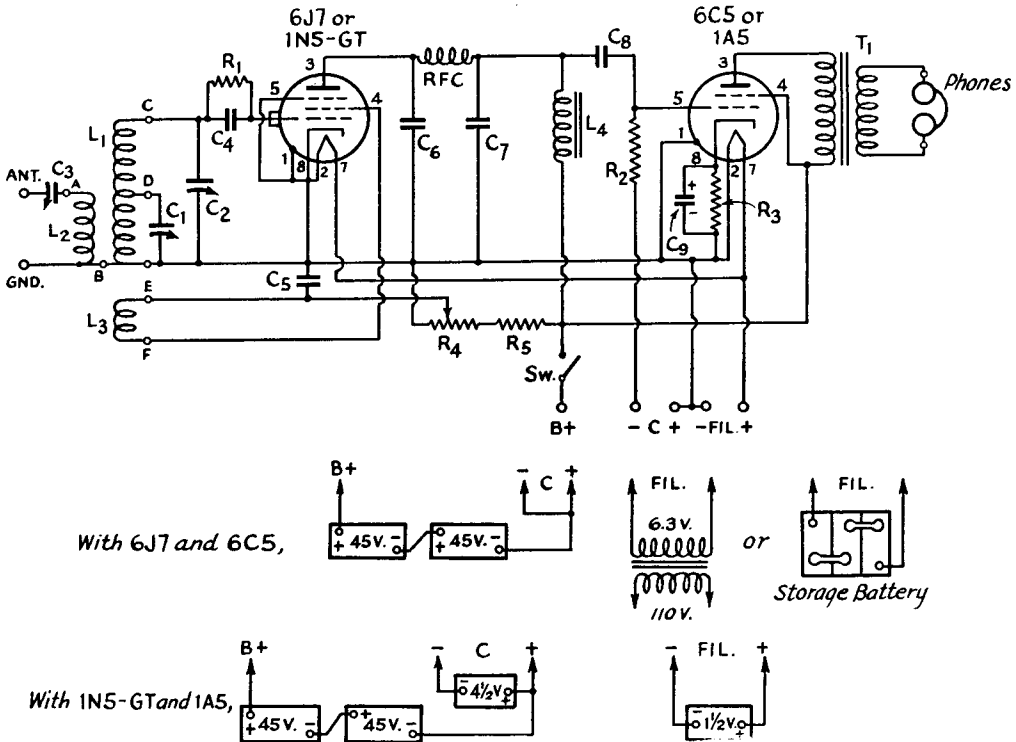 6J7 or
1N5-GT
6C5 or
1A5
3
R1
5
4
C
L1
C4
1
8
2
7
RFC
C6
C7
C8
L4
R2
3
5
4
1
8
2
7
+
-
C9
R3
T1
Phones
ANT.
C3
A
L2
D
C1
C2
B
GND.
E
L3
F
C5
R4
R5
Sw.
B+
- C +
-FIL.+
With 6J7 and 6C5,
B+
+ 45V. -
+ 45V. -
- C +
FIL.
6.3 V.
110 V.
or
FIL.
Storage Battery
With 1N5-GT and 1A5,
B+
+ 45V. -
+ 45V. -
- C +
- 4½V. +
- FIL. +
- 1½V. +